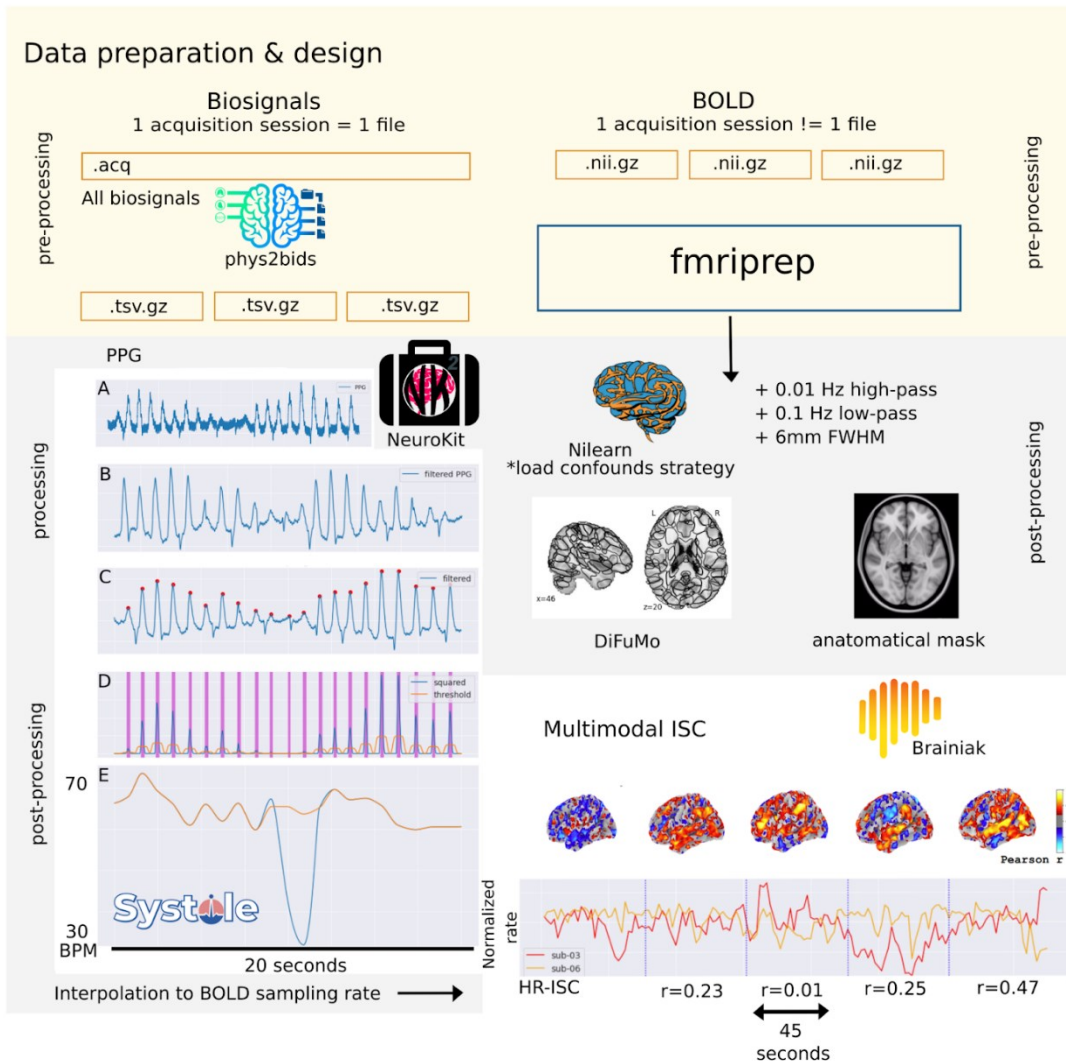 Data preparation & design
Biosignals
1 acquisition session = 1 file
BOLD
1 acquisition session != 1 file
pre-processing
.acq
All biosignals
phys2bids
.tsv.gz
.tsv.gz
.tsv.gz
.nii.gz
.nii.gz
.nii.gz
fmriprep
pre-processing
PPG
A
PPG
NK
2
NeuroKit
processing
B
filtered PPG
C
filtered
post-processing
D
squared
threshold
E
70
30
BPM
Systole
20 seconds
Interpolation to BOLD sampling rate
Nilearn
*load confounds strategy
+ 0.01 Hz high-pass
+ 0.1 Hz low-pass
+ 6mm FWHM
post-processing
L
R
x=46
z=20
DiFuMo
anatomatical mask
Multimodal ISC
Brainiak
Pearson r
Normalized
rate
sub-03
sub-06
HR-ISC
r=0.23
r=0.01
r=0.25
r=0.47
45
seconds